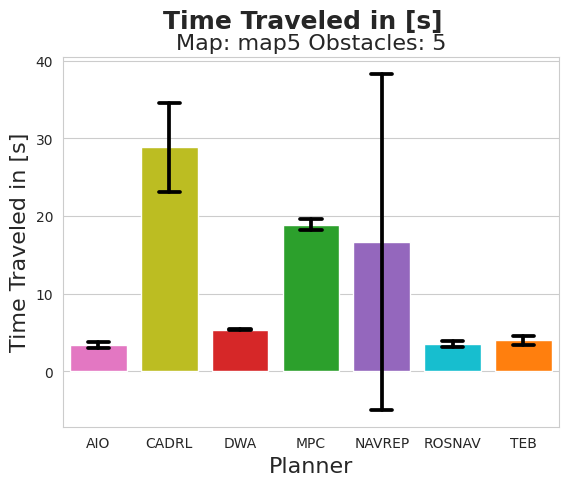 Time Traveled in [s]
Map: map5 Obstacles: 5
Time Traveled in [s]
40
30
20
10
0
AIO CADRL DWA MPC NAVREP ROSNAV TEB
Planner